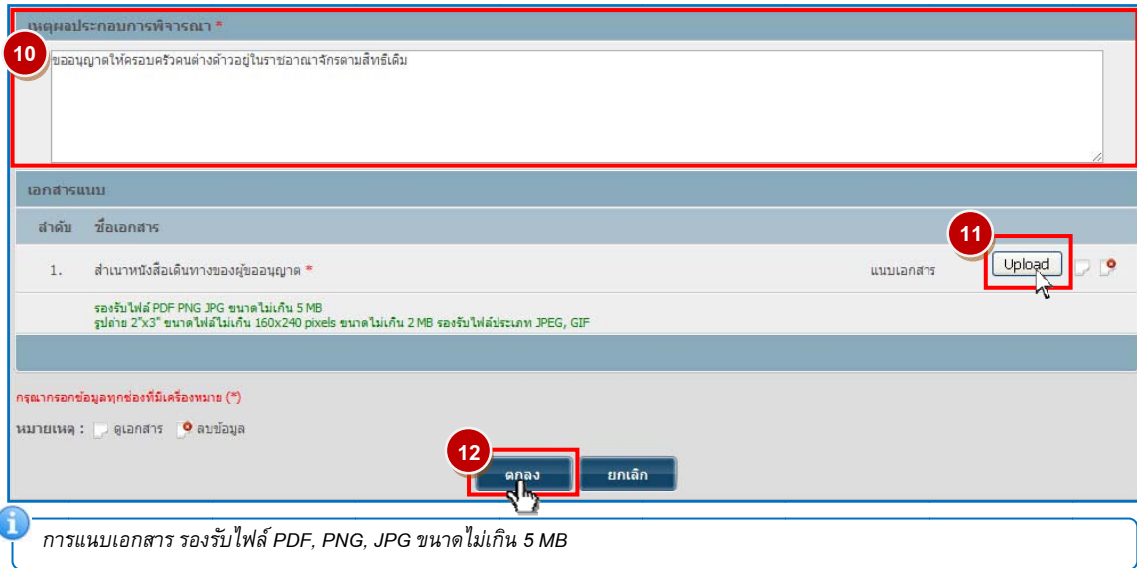 เหตุผลประกอบการพิจารณา *
10
ขออนุญาตให้ครอบครัวคนต่างด้าวอยู่ในราชอาณาจักรตามสิทธิเดิม
เอกสารแนบ
ลำดับ ชื่อเอกสาร
11
1. สำเนาหนังสือเดินทางของผู้ขออนุญาต * แนบเอกสาร Upload
รองรับไฟล์ PDF PNG JPG ขนาดไม่เกิน 5 MB
รูปถ่าย 2"x3" ขนาดไฟล์ไม่เกิน 160x240 pixels ขนาดไม่เกิน 2 MB รองรับไฟล์ประเภท JPEG, GIF
กรุณากรอกข้อมูลทุกช่องที่มีเครื่องหมาย (*)
หมายเหตุ : ดูเอกสาร ลบข้อมูล
12
ตกลง ยกเลิก
i
การแนบเอกสาร รองรับไฟล์ PDF, PNG, JPG ขนาดไม่เกิน 5 MB